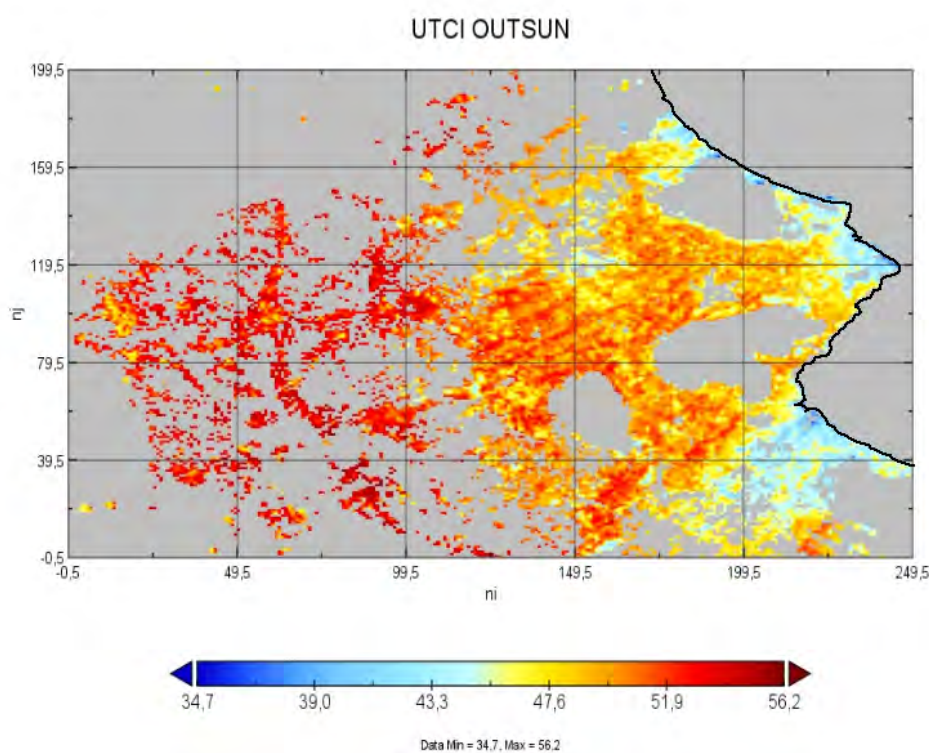 UTCI OUTSUN
199,5
159,5
119,5
79,5
39,5
-0,5
nj
-0,5 49,5 99,5 149,5 199,5 249,5
ni
34,7 39,0 43,3 47,6 51,9 56,2
Data Min = 34,7, Max = 56,2